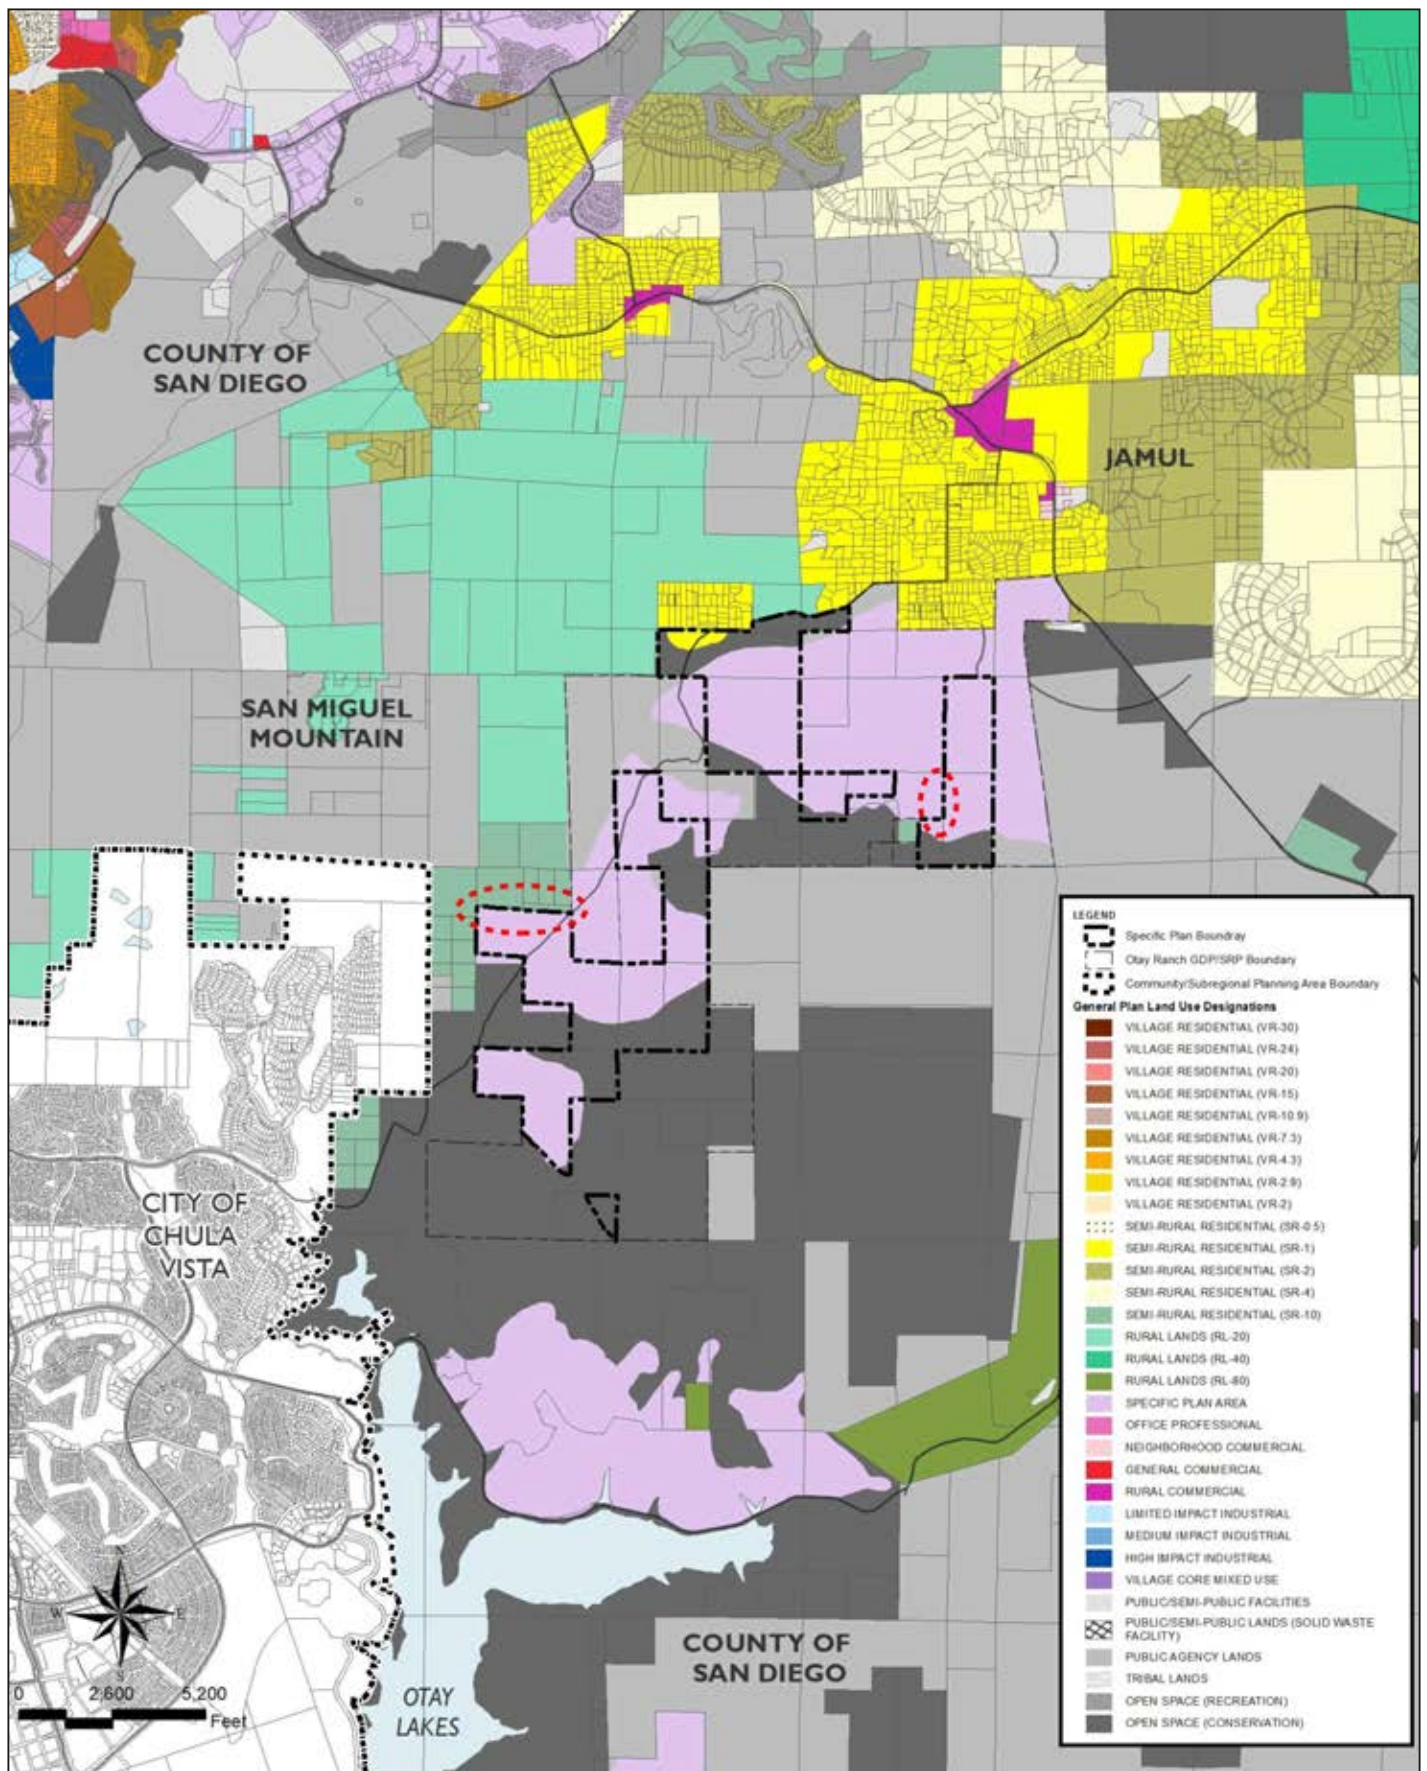 COUNTY OF
SAN DIEGO
JAMUL
SAN MIGUEL
MOUNTAIN
CITY OF
CHULA
VISTA
LEGEND
Specific Plan Boundray
Otay Ranch GDP/SRP Boundary
Community/Subregional Planning Area Boundary
General Plan Land Use Designations
VILLAGE RESIDENTIAL (VR-30)
VILLAGE RESIDENTIAL (VR-24)
VILLAGE RESIDENTIAL (VR-20)
VILLAGE RESIDENTIAL (VR-15)
VILLAGE RESIDENTIAL (VR-10.9)
VILLAGE RESIDENTIAL (VR-7.3)
VILLAGE RESIDENTIAL (VR-4.3)
VILLAGE RESIDENTIAL (VR-2.9)
VILLAGE RESIDENTIAL (VR-2)
SEMI-RURAL RESIDENTIAL (SR-0.5)
SEMI-RURAL RESIDENTIAL (SR-1)
SEMI-RURAL RESIDENTIAL (SR-2)
SEMI-RURAL RESIDENTIAL (SR-4)
SEMI-RURAL RESIDENTIAL (SR-10)
RURAL LANDS (RL-20)
RURAL LANDS (RL-40)
RURAL LANDS (RL-80)
SPECIFIC PLAN AREA
OFFICE PROFESSIONAL
NEIGHBORHOOD COMMERCIAL
GENERAL COMMERCIAL
RURAL COMMERCIAL
LIMITED IMPACT INDUSTRIAL
MEDIUM IMPACT INDUSTRIAL
HIGH IMPACT INDUSTRIAL
VILLAGE CORE MIXED USE
PUBLIC/SEMI-PUBLIC FACILITIES
PUBLIC/SEMI-PUBLIC LANDS (SOLID WASTE
FACILITY)
PUBLIC AGENCY LANDS
TRIBAL LANDS
OPEN SPACE (RECREATION)
OPEN SPACE (CONSERVATION)
N
W E
S
0 2,600 5,200
Feet
OTAY
LAKES
COUNTY OF
SAN DIEGO